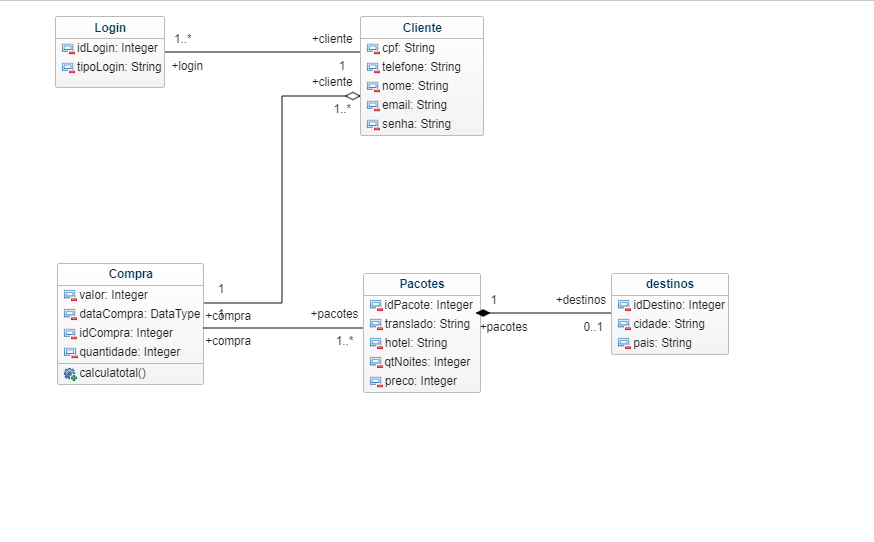 Login
idLogin: Integer
tipoLogin: String
1..*
+login
+cliente
1
Cliente
cpf: String
telefone: String
nome: String
email: String
senha: String
+cliente
1..*
Compra
valor: Integer
dataCompra: DataType
idCompra: Integer
quantidade: Integer
calculatotal()
1
+compra
1
+compra
+pacotes
1..*
Pacotes
idPacote: Integer
translado: String
hotel: String
qtNoites: Integer
preco: Integer
1
+pacotes
+destinos
0..1
destinos
idDestino: Integer
cidade: String
pais: String